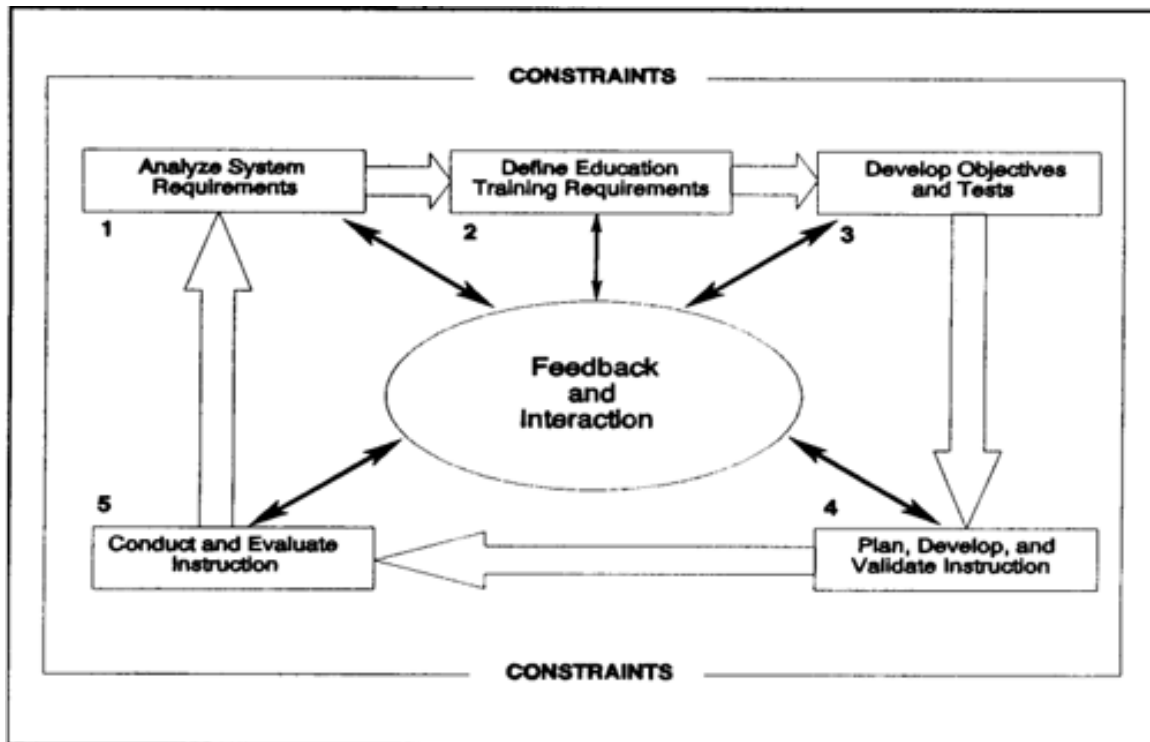 CONSTRAINTS
Analyze System
Requirements
Define Education
Training Requirements
Develop Objectives
and Tests
1
2
3
Feedback
and
Interaction
5
4
Conduct and Evaluate
Instruction
Plan, Develop, and
Validate Instruction
CONSTRAINTS